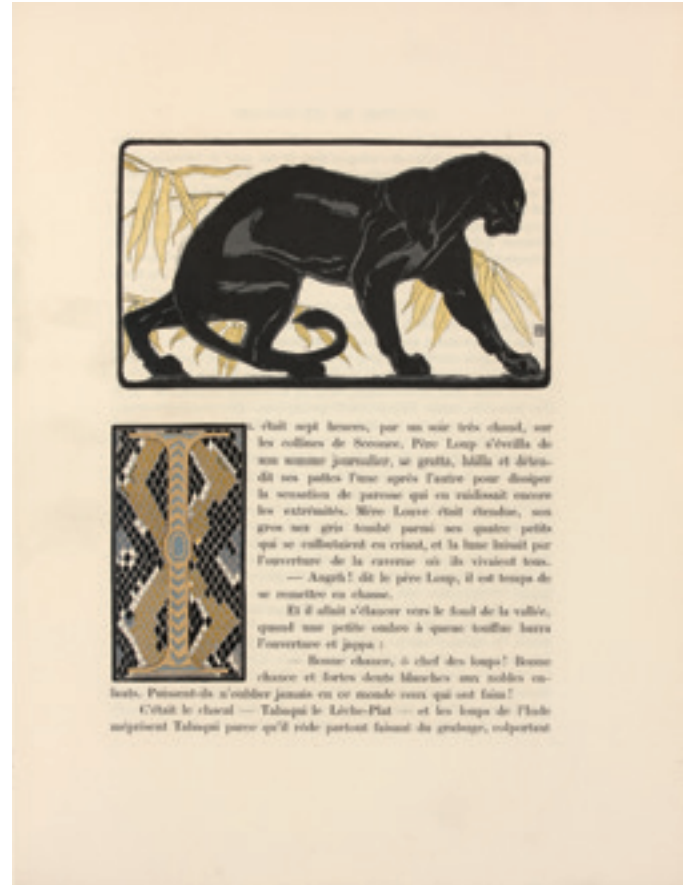 I
l était sept heures, par un soir très chaud, sur
les collines de Seeonee. Père Loup s'éveilla de
son somme journalier, se gratta, bâilla et déten-
dit ses pattes l'une après l'autre pour dissiper
la sensation de paresse qui en raidissait encore
les extrémités. Mère Louve était étendue, son
gros nez gris tombé parmi ses quatre petits
qui se culbutaient en criant, et la lune luisait par
l'ouverture de la caverne où ils vivaient tous.
— Augrh! dit le père Loup, il est temps de
se remettre en chasse.
Et il allait s'élancer vers le fond de la vallée,
quand une petite ombre à queue touffue barra
l'ouverture et jappa :
— Bonne chance, ô chef des loups! Bonne
chance et fortes dents blanches aux nobles en-
fants. Puissent-ils n'oublier jamais en ce monde ceux qui ont faim!
C'était le chacal — Tabaqui le Lèche-Plat — et les loups de l'Inde
méprisent Tabaqui parce qu'il rôde partout faisant du grabuge, colportant